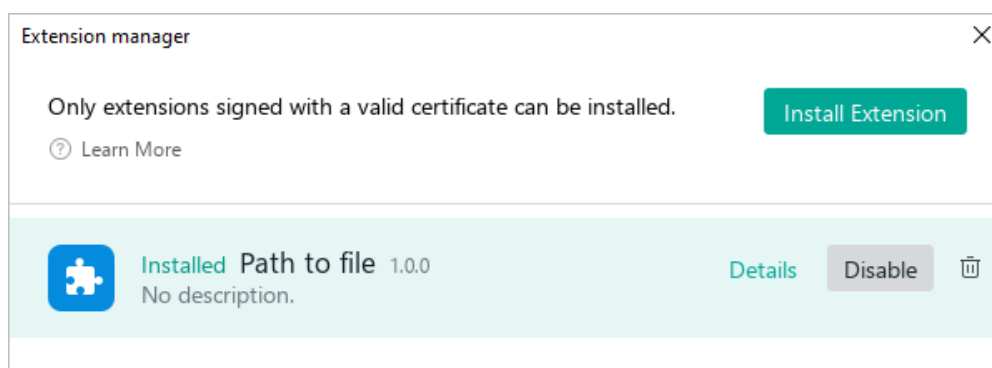 Extension manager
Only extensions signed with a valid certificate can be installed.
Install Extension
Learn More
Installed Path to file 1.0.0
No description.
Details
Disable